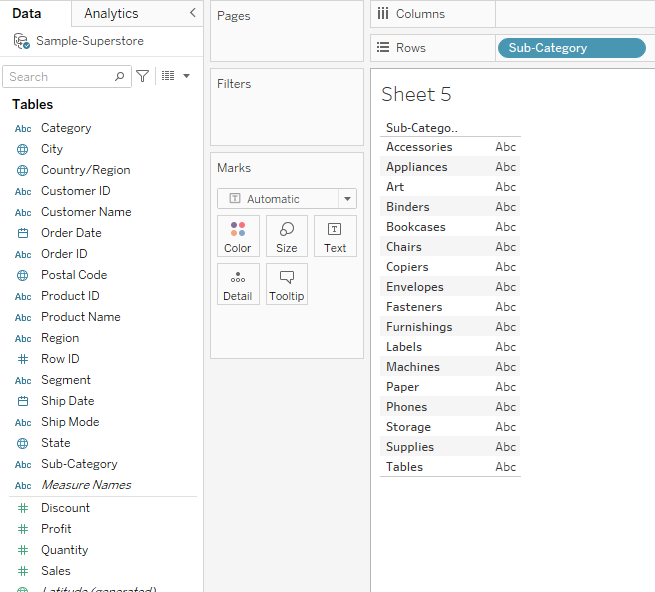 Data
Analytics
Sample-Superstore
Search
Tables
Abc Category
City
Country/Region
Abc Customer ID
Abc Customer Name
Order Date
Abc Order ID
Postal Code
Abc Product ID
Abc Product Name
Abc Region
Row ID
Abc Segment
Ship Date
Abc Ship Mode
State
Abc Sub-Category
Abc Measure Names
Discount
Profit
Quantity
Sales
Latitude (generated)
Pages
Filters
Marks
Automatic
Color Size Text
Detail Tooltip
Columns
Rows Sub-Category
Sheet 5
Sub-Catego..
Accessories Abc
Appliances Abc
Art Abc
Binders Abc
Bookcases Abc
Chairs Abc
Copiers Abc
Envelopes Abc
Fasteners Abc
Furnishings Abc
Labels Abc
Machines Abc
Paper Abc
Phones Abc
Storage Abc
Supplies Abc
Tables Abc